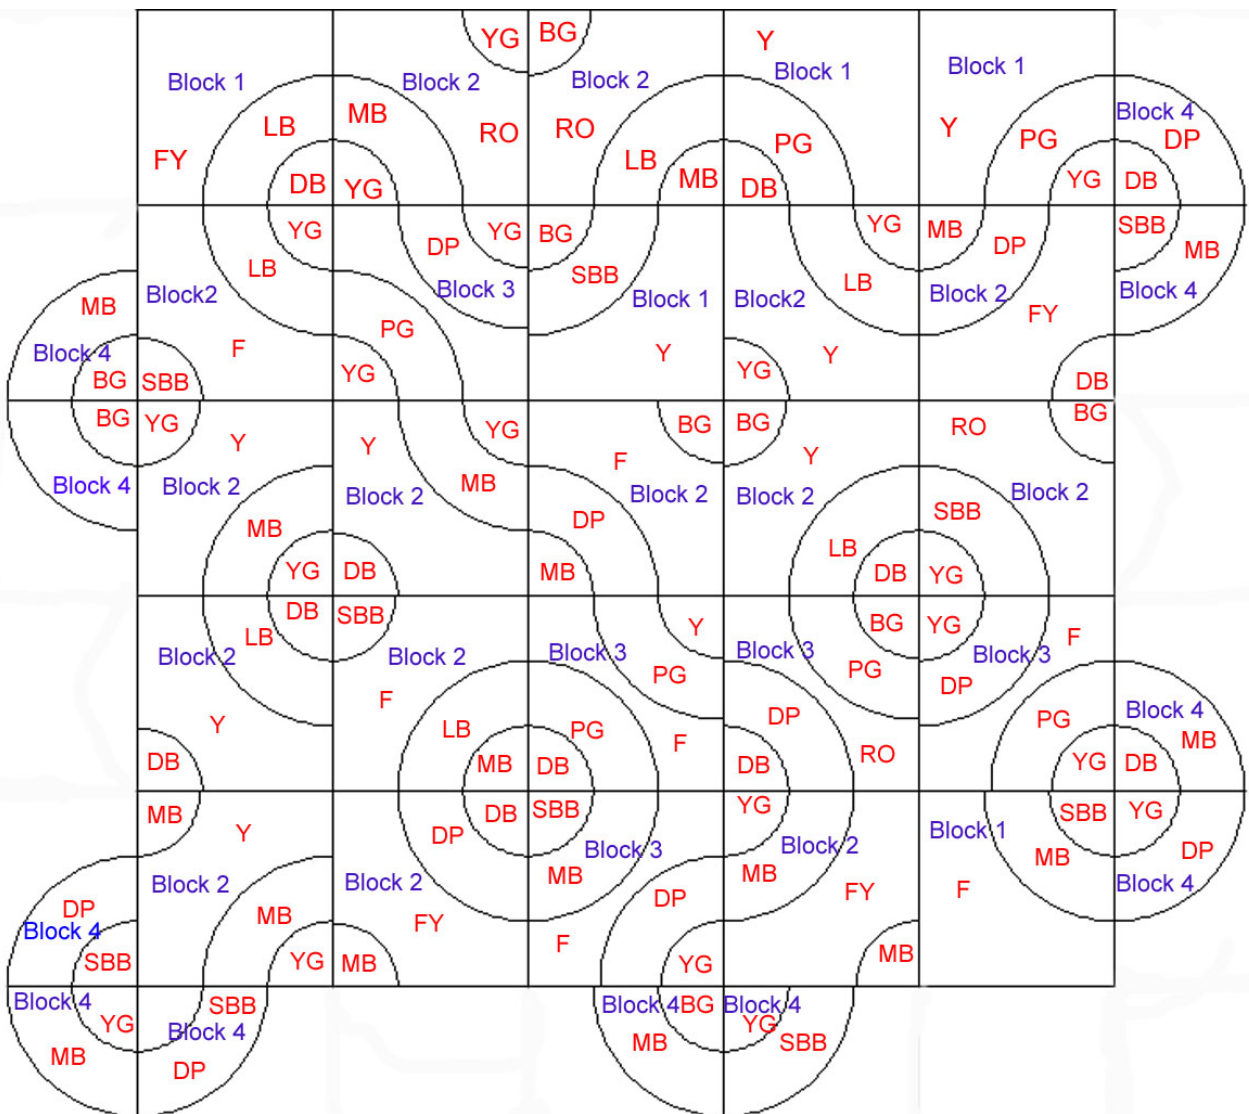 YG BG Y
Block 1 Block 2 Block 2 Block 1 Block 1
LB MB RO RO PG Y PG Block 4 DP
FY DB YG LB MB DB YG DB
YG DP YG BG YG MB DP SBB MB
LB Block 3 SBB Block 1 LB Block 2 FY Block 4
MB Block2 PG Block2
Block 4 F YG Y YG Y DB
BG SBB
BG YG Y Y YG BG BG Y RO BG
Block 4 Block 2 Block 2 MB F Block 2 Block 2 SBB Block 2
MB DP LB
YG DB MB DB YG
DB SBB Y BG YG F
LB Block 2 Block 2 Block 3 Block 3 Block 3
Y F PG PG DP
LB PG F DP RO PG Block 4 MB
DB MB DB DB YG DB
MB Y DB SBB YG SBB YG
DP MB Block 3 Block 2 Block 1 MB DP
Block 2 Block 2 MB MB FY F Block 4
DP MB FY DP
Block 4 F
SBB YG MB YG MB
Block 4 YG SBB Block 4 BG Block 4 YG
MB Block 4 DP MB SBB